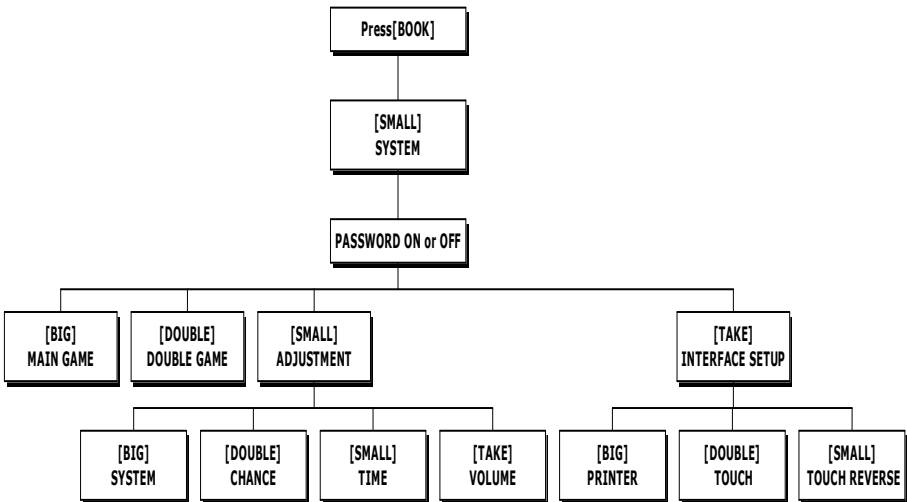 Press[BOOK]
[SMALL]
SYSTEM
PASSWORD ON or OFF
[BIG]
MAIN GAME
[DOUBLE]
DOUBLE GAME
[SMALL]
ADJUSTMENT
[TAKE]
INTERFACE SETUP
[BIG]
SYSTEM
[DOUBLE]
CHANCE
[SMALL]
TIME
[TAKE]
VOLUME
[BIG]
PRINTER
[DOUBLE]
TOUCH
[SMALL]
TOUCH REVERSE